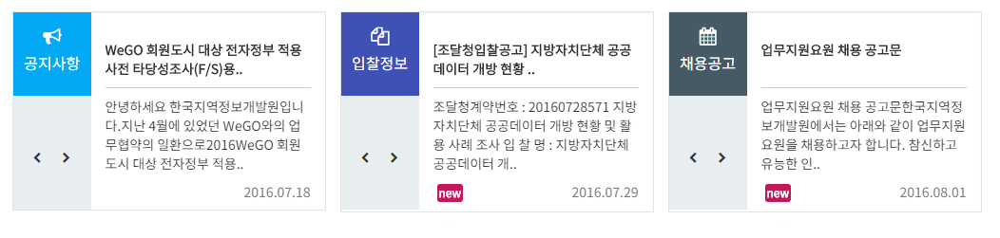 공지사항
WeGO 회원도시 대상 전자정부 적용
사전 타당성조사(F/S)용..
안녕하세요 한국지역정보개발원입니
다.지난 4월에 있었던 WeGO와의 업
무협약의 일환으로2016WeGO 회원
도시 대상 전자정부 적용..
2016.07.18
입찰정보
[조달청입찰공고] 지방자치단체 공공
데이터 개방 현황 ..
조달청계약번호 : 20160728571 지방
자치단체 공공데이터 개방 현황 및 활
용 사례 조사 입 찰 명 : 지방자치단체
공공데이터 개..
new
2016.07.29
채용공고
업무지원요원 채용 공고문
업무지원요원 채용 공고문한국지역정
보개발원에서는 아래와 같이 업무지원
요원을 채용하고자 합니다. 참신하고
유능한 인..
new
2016.08.01